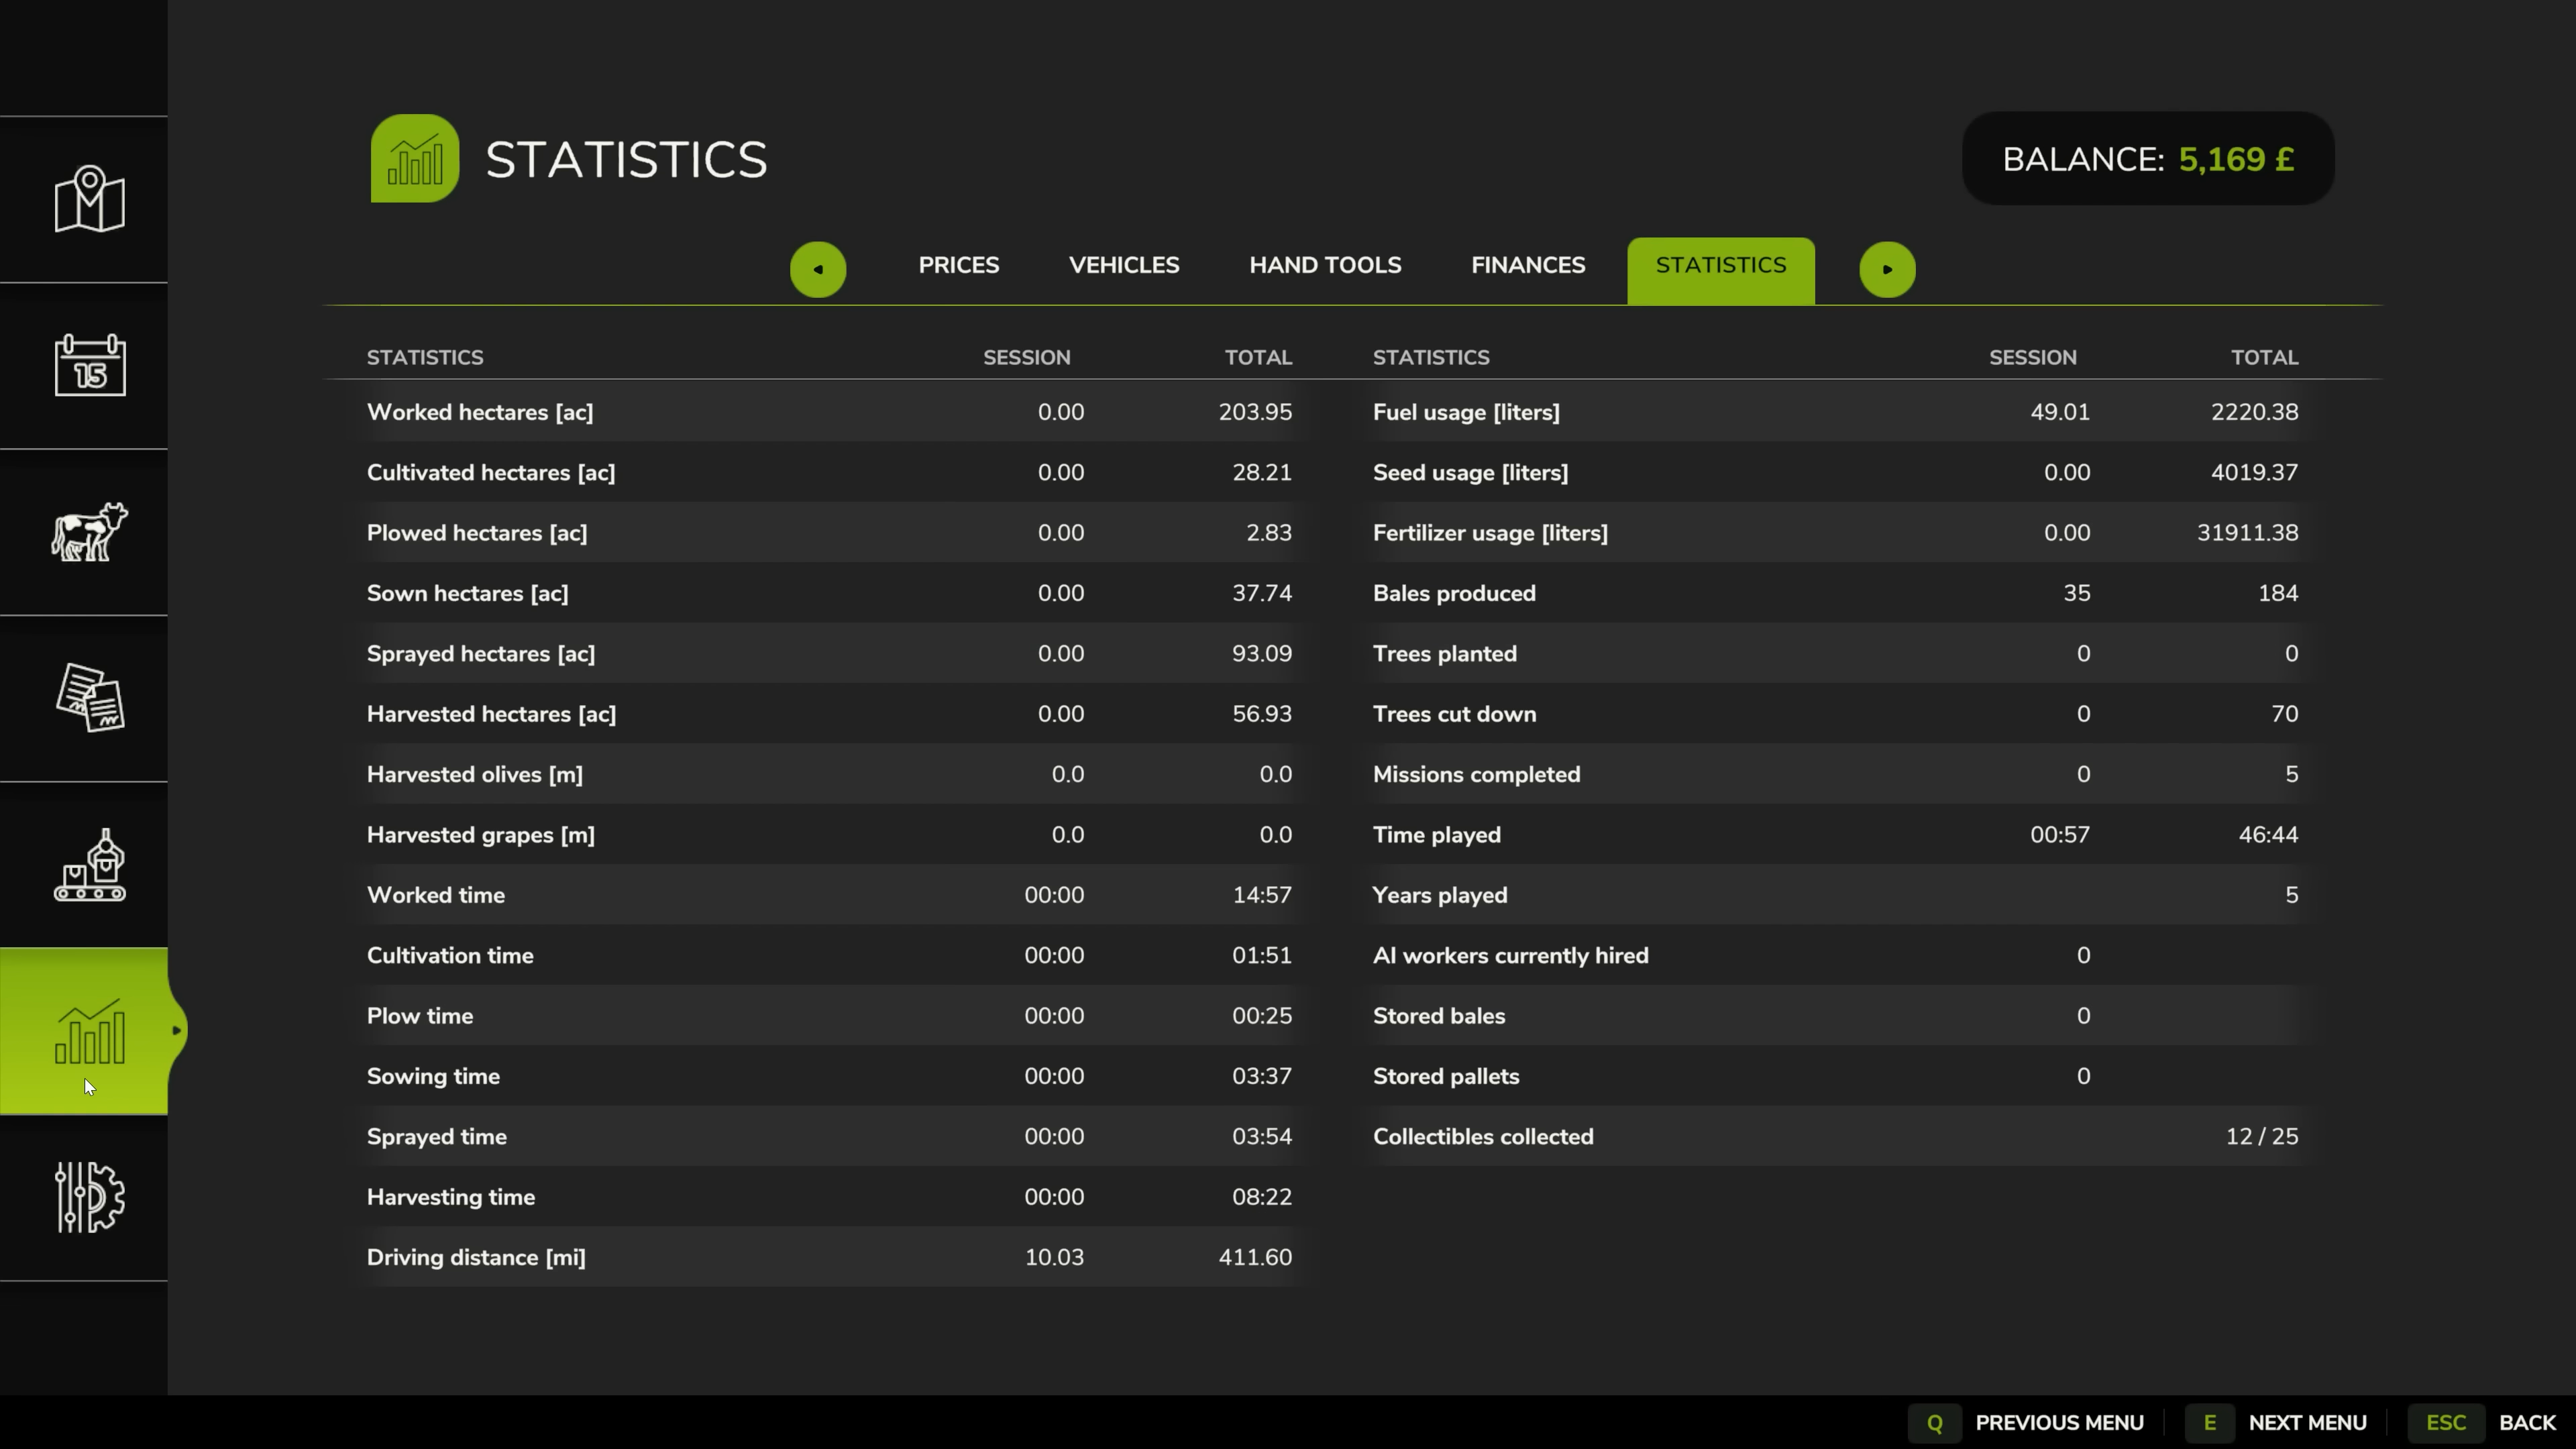 STATISTICS
BALANCE: 5,169 £
PRICES VEHICLES HAND TOOLS FINANCES STATISTICS
STATISTICS SESSION TOTAL STATISTICS SESSION TOTAL
Worked hectares [ac] 0.00 203.95 Fuel usage [liters] 49.01 2220.38
Cultivated hectares [ac] 0.00 28.21 Seed usage [liters] 0.00 4019.37
Plowed hectares [ac] 0.00 2.83 Fertilizer usage [liters] 0.00 31911.38
Sown hectares [ac] 0.00 37.74 Bales produced 35 184
Sprayed hectares [ac] 0.00 93.09 Trees planted 0 0
Harvested hectares [ac] 0.00 56.93 Trees cut down 0 70
Harvested olives [m] 0.0 0.0 Missions completed 0 5
Harvested grapes [m] 0.0 0.0 Time played 00:57 46:44
Worked time 00:00 14:57 Years played 5
Cultivation time 00:00 01:51 AI workers currently hired 0
Plow time 00:00 00:25 Stored bales 0
Sowing time 00:00 03:37 Stored pallets 0
Sprayed time 00:00 03:54 Collectibles collected 12 / 25
Harvesting time 00:00 08:22
Driving distance [mi] 10.03 411.60
15
Q PREVIOUS MENU E NEXT MENU ESC BACK